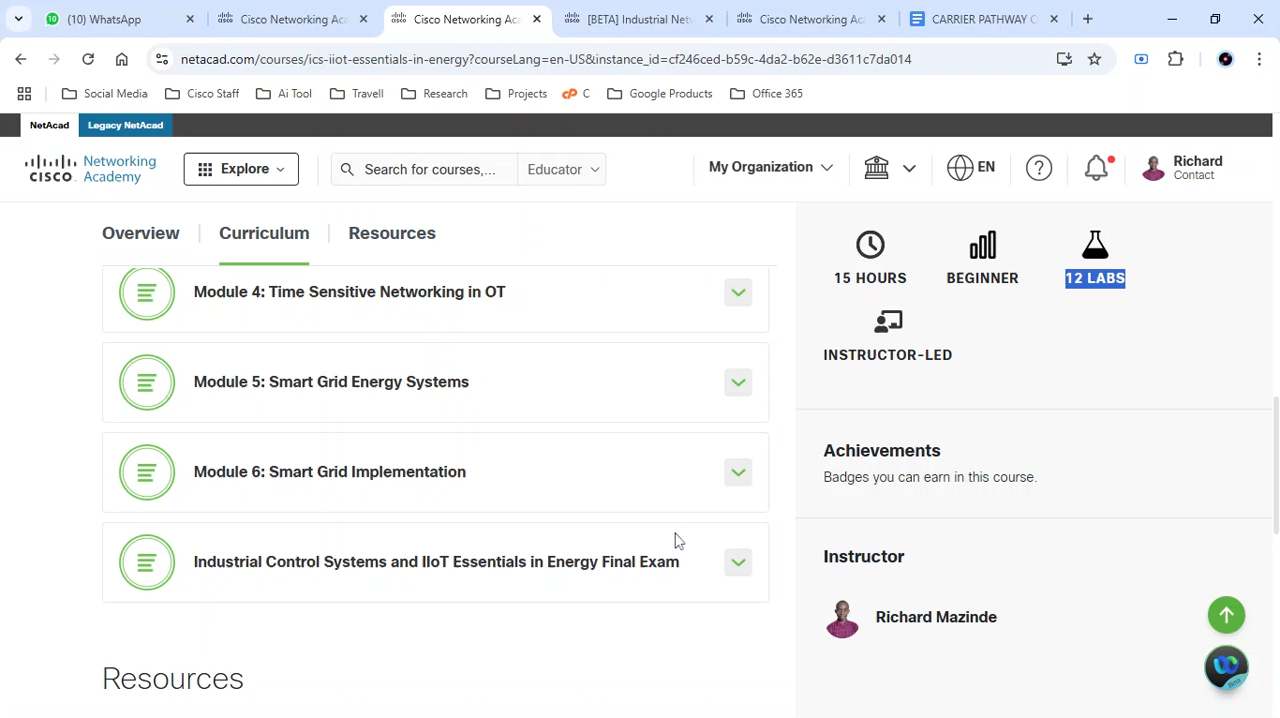 (10) WhatsApp
Cisco Networking Aca
Cisco Networking Aca
[BETA] Industrial Net
Cisco Networking Aca
CARRIER PATHWAY C
netacad.com/courses/ics-iiot-essentials-in-energy?courseLang=en-US&instance_id=cf246ced-b59c-4da2-b62e-d3611c7da014
Social Media
Cisco Staff
Ai Tool
Travell
Research
Projects
C
Google Products
Office 365
NetAcad
Legacy NetAcad
CISCO
Networking
Academy
Explore
Search for courses,...
Educator
My Organization
EN
Richard
Contact
Overview
Curriculum
Resources
Module 4: Time Sensitive Networking in OT
Module 5: Smart Grid Energy Systems
Module 6: Smart Grid Implementation
Industrial Control Systems and IIoT Essentials in Energy Final Exam
Resources
15 HOURS
BEGINNER
12 LABS
INSTRUCTOR-LED
Achievements
Badges you can earn in this course.
Instructor
Richard Mazinde
Beta